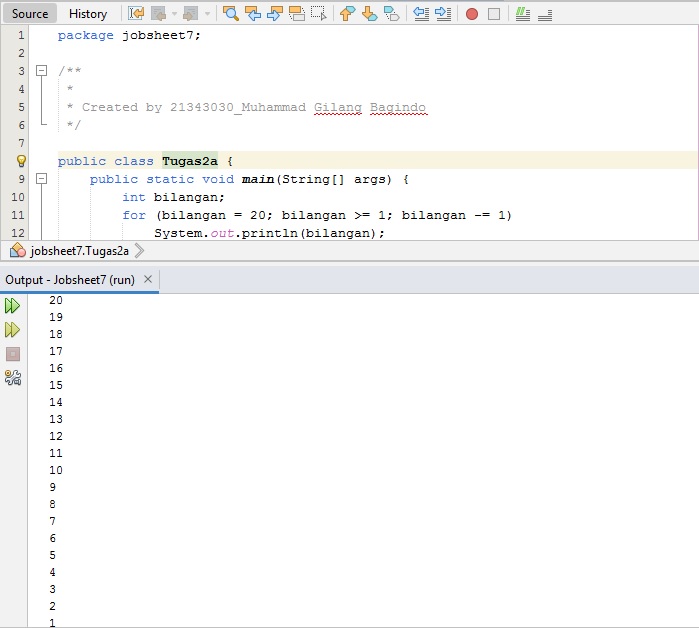 Source History
1 package jobsheet7;
2
3 /**
4 *
5 * Created by 21343030_Muhammad Gilang Bagindo
6 */
7
public class Tugas2a {
9 public static void main(String[] args) {
10 int bilangan;
11 for (bilangan = 20; bilangan >= 1; bilangan -= 1)
12 System.out.println(bilangan);
jobsheet7.Tugas2a
Output - Jobsheet7 (run) ×
20
19
18
17
16
15
14
13
12
11
10
9
8
7
6
5
4
3
2
1